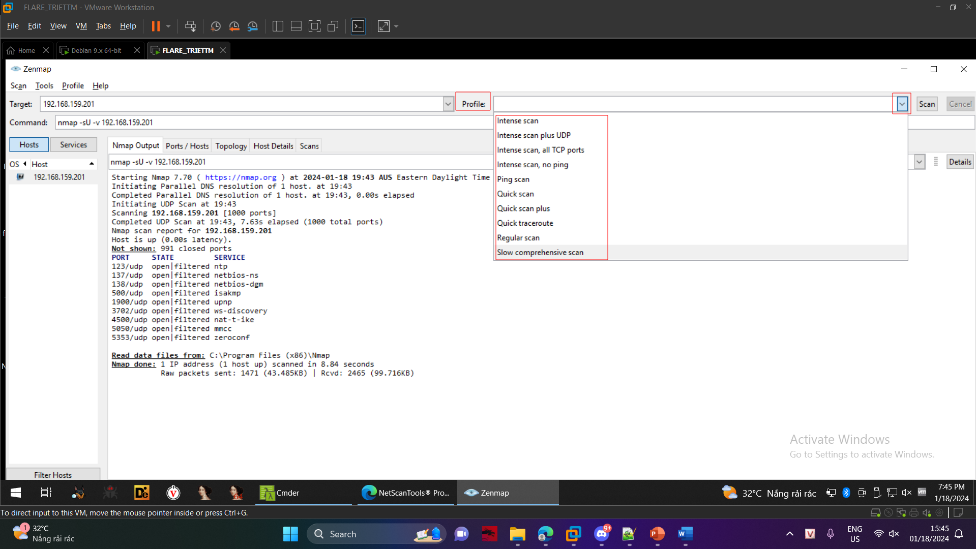 FLARE_TRIETTM - VMware Workstation
File Edit View VM Tabs Help
Home Debian 9.x 64-bit FLARE_TRIETTM
Zenmap
Scan Tools Profile Help
Target: 192.168.159.201 Profile: Scan Cancel
Command: nmap -sU -v 192.168.159.201
Hosts Services
OS Host
192.168.159.201
Filter Hosts
Nmap Output Ports / Hosts Topology Host Details Scans
nmap -sU -v 192.168.159.201 Details
Starting Nmap 7.70 ( https://nmap.org ) at 2024-01-18 19:43 AUS Eastern Daylight Time
Initiating Parallel DNS resolution of 1 host. at 19:43
Completed Parallel DNS resolution of 1 host. at 19:43, 0.00s elapsed
Initiating UDP Scan at 19:43
Scanning 192.168.159.201 [1000 ports]
Completed UDP Scan at 19:43, 7.63s elapsed (1000 total ports)
Nmap scan report for 192.168.159.201
Host is up (0.00s latency).
Not shown: 991 closed ports
PORT STATE SERVICE
123/udp open|filtered ntp
137/udp open|filtered netbios-ns
138/udp open|filtered netbios-dgm
500/udp open|filtered isakmp
1900/udp open|filtered upnp
3702/udp open|filtered ws-discovery
4500/udp open|filtered nat-t-ike
5050/udp open|filtered mmcc
5353/udp open|filtered zeroconf
Read data files from: C:\Program Files (x86)\Nmap
Nmap done: 1 IP address (1 host up) scanned in 8.84 seconds
Raw packets sent: 1471 (43.485KB) | Rcvd: 2465 (99.716KB)
Intense scan
Intense scan plus UDP
Intense scan, all TCP ports
Intense scan, no ping
Ping scan
Quick scan
Quick scan plus
Quick traceroute
Regular scan
Slow comprehensive scan
Activate Windows
Go to Settings to activate Windows.
Cmder NetScanTools® Pro... Zenmap
32°C Nắng rải rác
7:45 PM
1/18/2024
To direct input to this VM, move the mouse pointer inside or press Ctrl+G.
32°C
Nắng rải rác
Search
ENG
US
15:45
01/18/2024